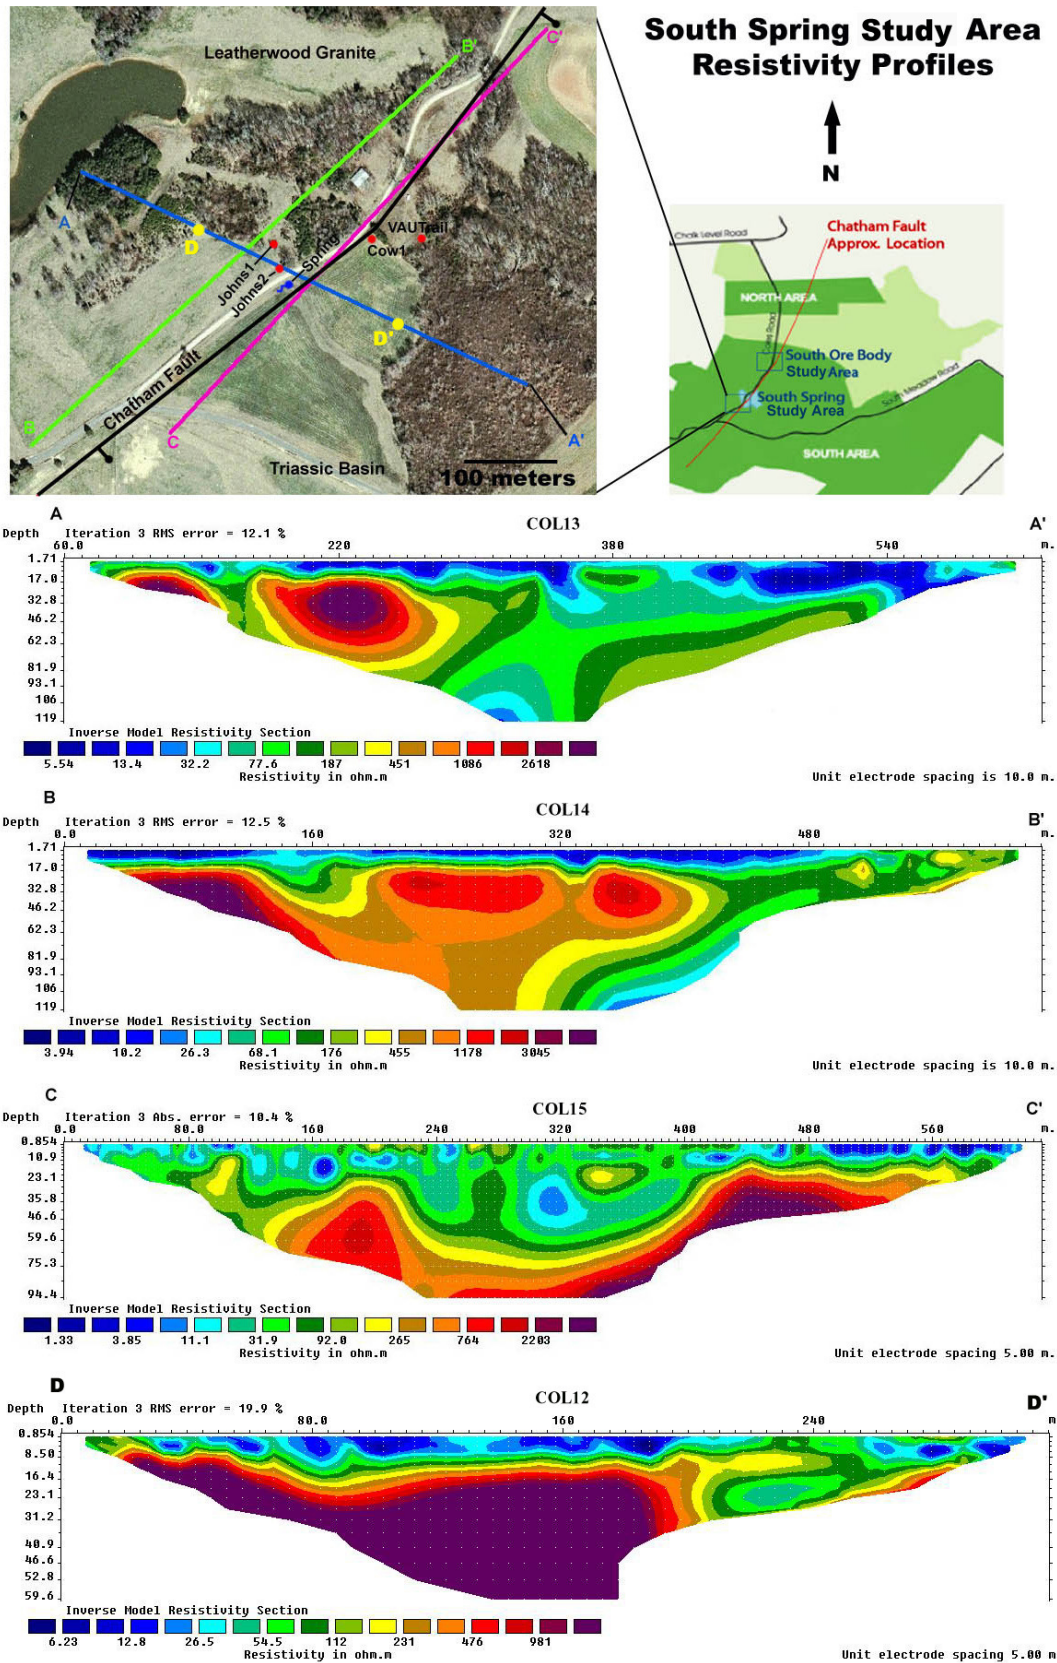 South Spring Study Area
Resistivity Profiles
N
Leatherwood Granite
B'
C'
A
D
VAUTrail
Cow1
Spring
Johns1
Johns2
D'
Chatham Fault
B
C
A'
Triassic Basin
100 meters
Chatham Fault
Approx. Location
Chalk Level Road
NORTH AREA
Coles Road
South Ore Body
Study Area
South Meadow Road
South Spring
Study Area
SOUTH AREA
A COL13 A'
Depth Iteration 3 RMS error = 12.1 %
60.0 220 380 540 m.
1.71
17.0
32.8
46.2
62.3
81.9
93.1
106
119
Inverse Model Resistivity Section
5.54 13.4 32.2 77.6 187 451 1086 2618
Resistivity in ohm.m
Unit electrode spacing is 10.0 m.
B COL14 B'
Depth Iteration 3 RMS error = 12.5 %
0.0 160 320 480 m.
1.71
17.0
32.8
46.2
62.3
81.9
93.1
106
119
Inverse Model Resistivity Section
3.94 10.2 26.3 68.1 176 455 1178 3045
Resistivity in ohm.m
Unit electrode spacing is 10.0 m.
C COL15 C'
Depth Iteration 3 Abs. error = 10.4 %
0.0 80.0 160 240 320 400 480 560 m.
0.854
10.9
23.1
35.8
46.6
59.6
75.3
94.4
Inverse Model Resistivity Section
1.33 3.85 11.1 31.9 92.0 265 764 2203
Resistivity in ohm.m
Unit electrode spacing 5.00 m.
D COL12 D'
Depth Iteration 3 RMS error = 19.9 %
0.0 80.0 160 240 m
0.854
8.50
16.4
23.1
31.2
40.9
46.6
52.8
59.6
Inverse Model Resistivity Section
6.23 12.8 26.5 54.5 112 231 476 981
Resistivity in ohm.m
Unit electrode spacing 5.00 m